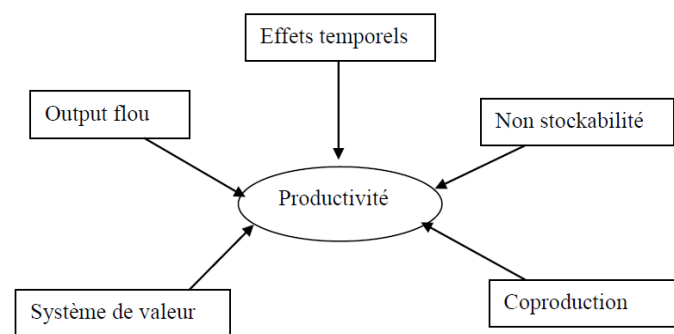 Effets temporels
Output flou
Non stockabilité
Productivité
Système de valeur
Coproduction